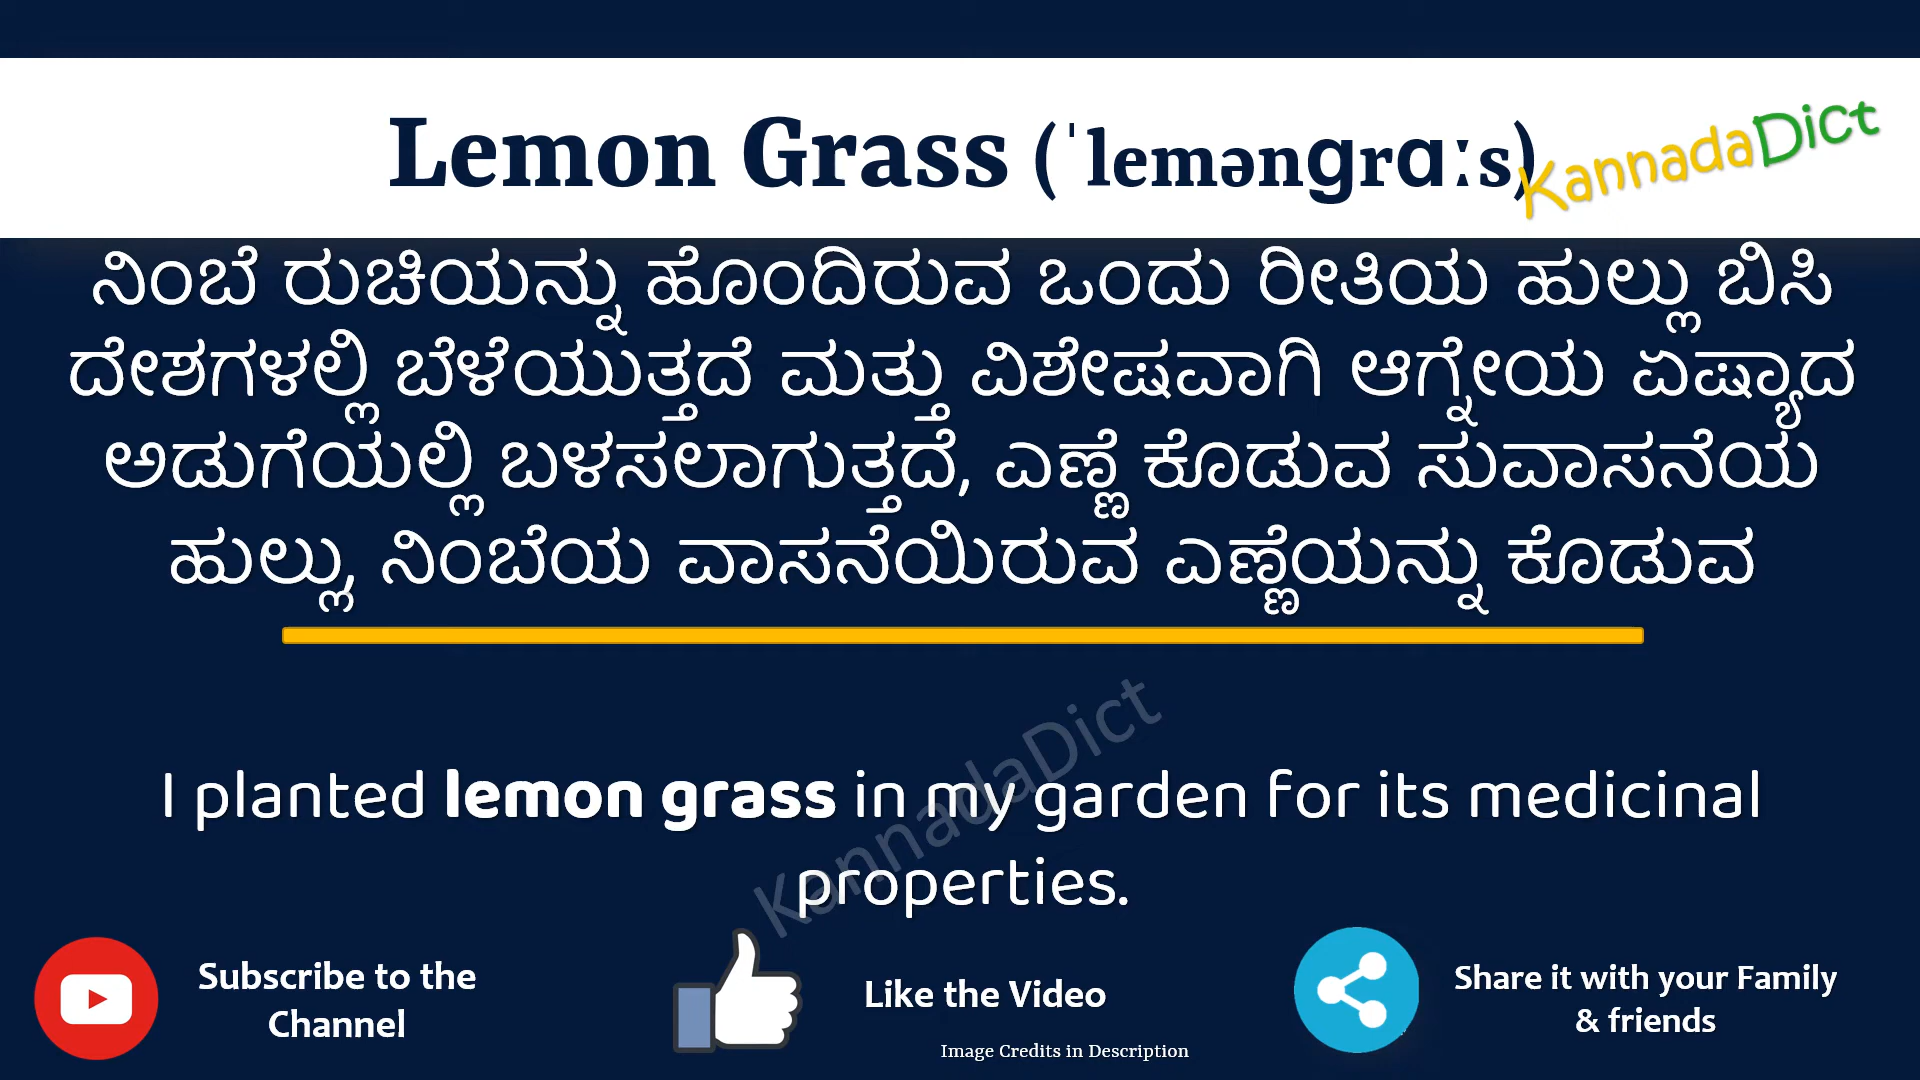 Lemon Grass (ˈleməngrɑːs)
KannadaDict
ನಿಂಬೆ ರುಚಿಯನ್ನು ಹೊಂದಿರುವ ಒಂದು ರೀತಿಯ ಹುಲ್ಲು ಬಿಸಿ
ದೇಶಗಳಲ್ಲಿ ಬೆಳೆಯುತ್ತದೆ ಮತ್ತು ವಿಶೇಷವಾಗಿ ಆಗ್ನೇಯ ಏಷ್ಯಾದ
ಅಡುಗೆಯಲ್ಲಿ ಬಳಸಲಾಗುತ್ತದೆ, ಎಣ್ಣೆ ಕೊಡುವ ಸುವಾಸನೆಯ
ಹುಲ್ಲು, ನಿಂಬೆಯ ವಾಸನೆಯಿರುವ ಎಣ್ಣೆಯನ್ನು ಕೊಡುವ
KannadaDict
I planted lemon grass in my garden for its medicinal
properties.
Subscribe to the
Channel
Like the Video
Share it with your Family
& friends
Image Credits in Description